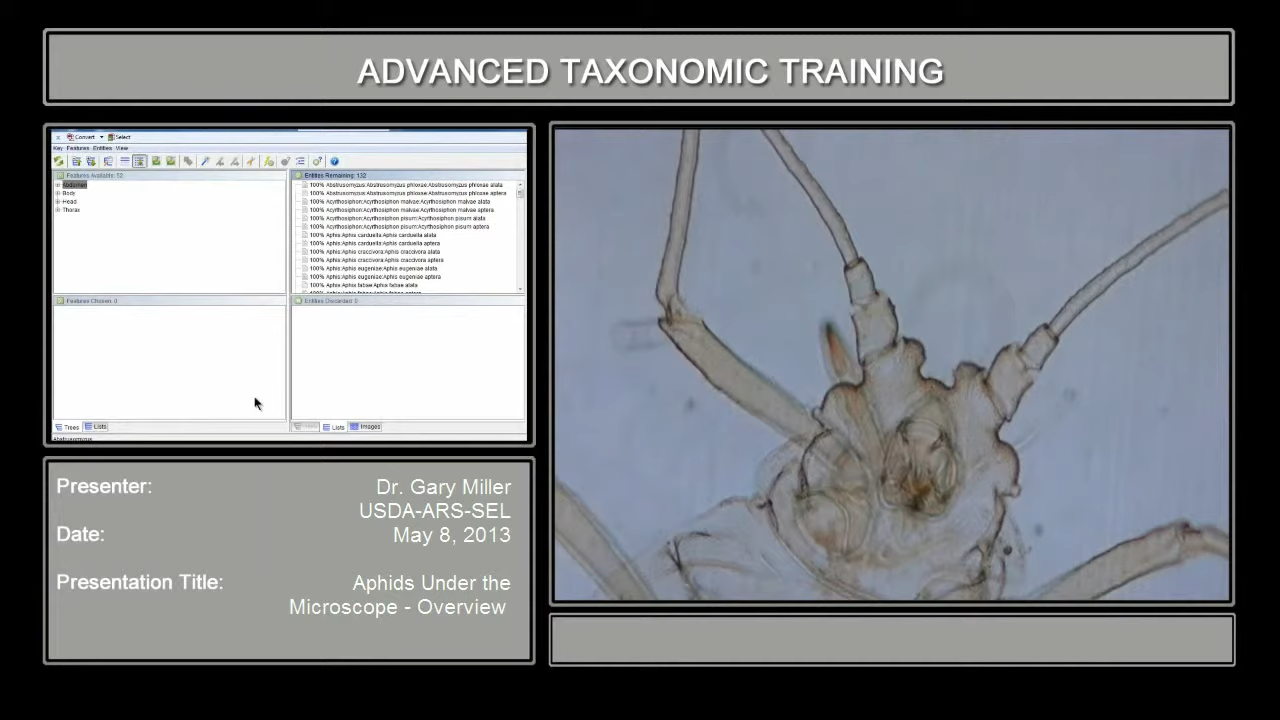 ADVANCED TAXONOMIC TRAINING
Convert Select
Key Features Entities View
Features Available: 52
Abdomen
Body
Head
Thorax
Entities Remaining: 132
100% Abstrusomyzus:Abstrusomyzus phloxae:Abstrusomyzus phloxae alata
100% Abstrusomyzus:Abstrusomyzus phloxae:Abstrusomyzus phloxae aptera
100% Acyrthosiphon:Acyrthosiphon malvae:Acyrthosiphon malvae alata
100% Acyrthosiphon:Acyrthosiphon malvae:Acyrthosiphon malvae aptera
100% Acyrthosiphon:Acyrthosiphon pisum:Acyrthosiphon pisum alata
100% Acyrthosiphon:Acyrthosiphon pisum:Acyrthosiphon pisum aptera
100% Aphis:Aphis carduella:Aphis carduella alata
100% Aphis:Aphis carduella:Aphis carduella aptera
100% Aphis:Aphis craccivora:Aphis craccivora alata
100% Aphis:Aphis craccivora:Aphis craccivora aptera
100% Aphis:Aphis eugeniae:Aphis eugeniae alata
100% Aphis:Aphis eugeniae:Aphis eugeniae aptera
100% Aphis:Aphis fabae:Aphis fabae alata
Features Chosen: 0
Entities Discarded: 0
Trees Lists
Lists Images
Presenter: Dr. Gary Miller
USDA-ARS-SEL
Date: May 8, 2013
Presentation Title: Aphids Under the
Microscope - Overview